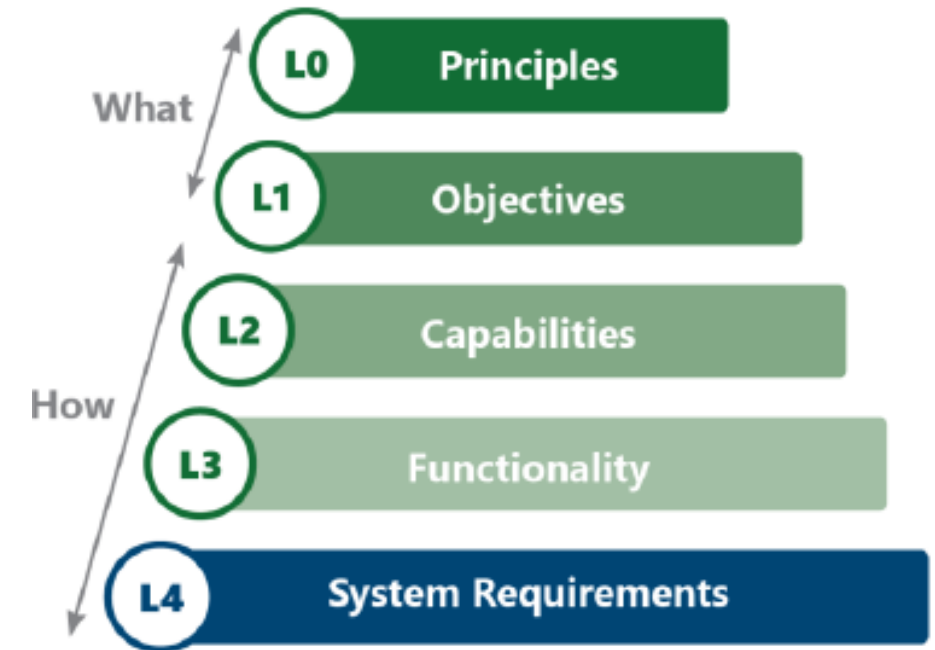 L0 Principles
What
L1 Objectives
L2 Capabilities
How
L3 Functionality
L4 System Requirements